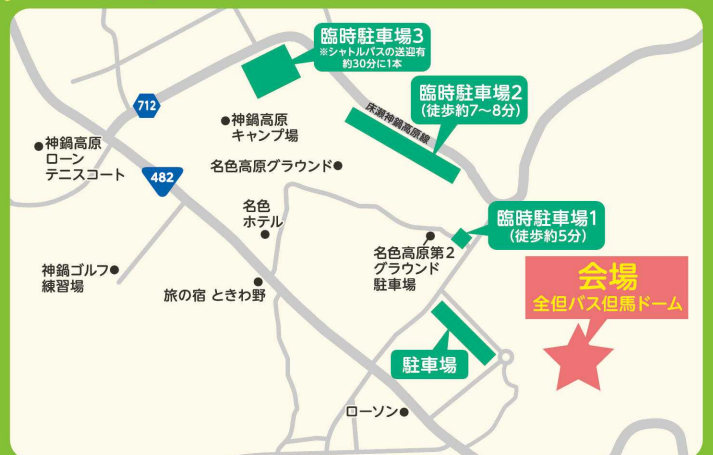 臨時駐車場3
※シャトルバスの送迎有
約30分に1本
臨時駐車場2
(徒歩約7〜8分)
床瀬神鍋高原線
712
神鍋高原
キャンプ場
神鍋高原
ローン
テニスコート
482
名色高原グラウンド
名色
ホテル
臨時駐車場1
(徒歩約5分)
名色高原第2
グラウンド
駐車場
会場
全但バス但馬ドーム
神鍋ゴルフ
練習場
旅の宿 ときわ野
駐車場
ローソン